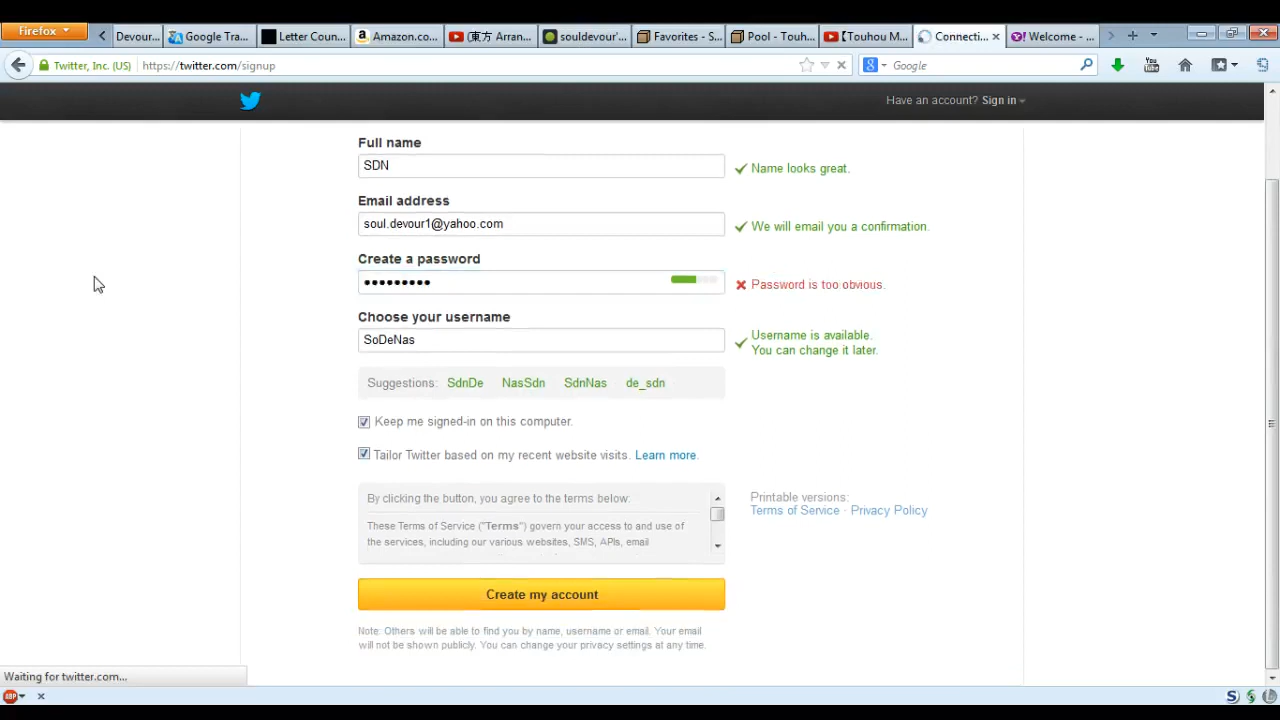 Firefox
Devour...
Google Tra...
Letter Coun...
Amazon.co...
(東方 Arran...
souldevour'...
Favorites - S...
Pool - Touh...
【Touhou M...
Connecti...
Welcome - ...
Twitter, Inc. (US)
https://twitter.com/signup
Google
Have an account? Sign in
Full name
SDN
Name looks great.
Email address
soul.devour1@yahoo.com
We will email you a confirmation.
Create a password
•••••••••
Password is too obvious.
Choose your username
SoDeNas
Username is available.
You can change it later.
Suggestions: SdnDe NasSdn SdnNas de_sdn
Keep me signed-in on this computer.
Tailor Twitter based on my recent website visits. Learn more.
By clicking the button, you agree to the terms below:
These Terms of Service ("Terms") govern your access to and use of
the services, including our various websites, SMS, APIs, email
Printable versions:
Terms of Service · Privacy Policy
Create my account
Note: Others will be able to find you by name, username or email. Your email
will not be shown publicly. You can change your privacy settings at any time.
Waiting for twitter.com...
ABP